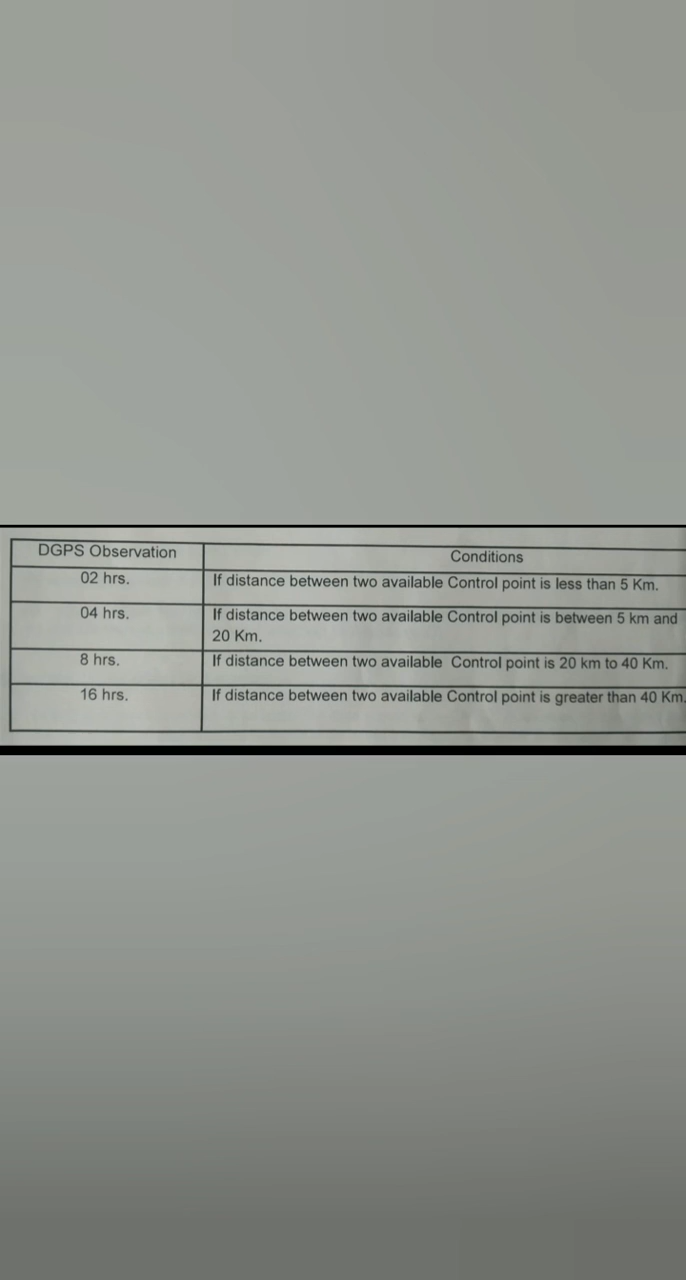 DGPS Observation
Conditions
02 hrs.
If distance between two available Control point is less than 5 Km.
04 hrs.
If distance between two available Control point is between 5 km and
20 Km.
8 hrs.
If distance between two available Control point is 20 km to 40 Km.
16 hrs.
If distance between two available Control point is greater than 40 Km.